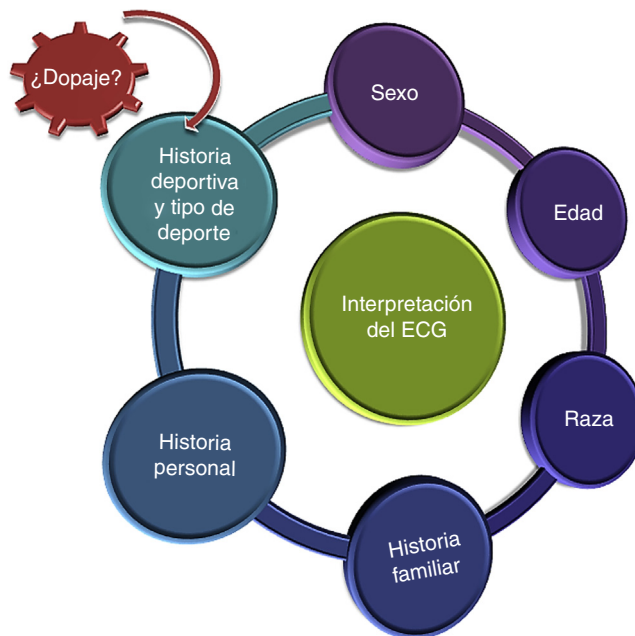 ¿Dopaje?
Sexo
Historia
deportiva
y tipo de
deporte
Edad
Interpretación
del ECG
Raza
Historia
personal
Historia
familiar